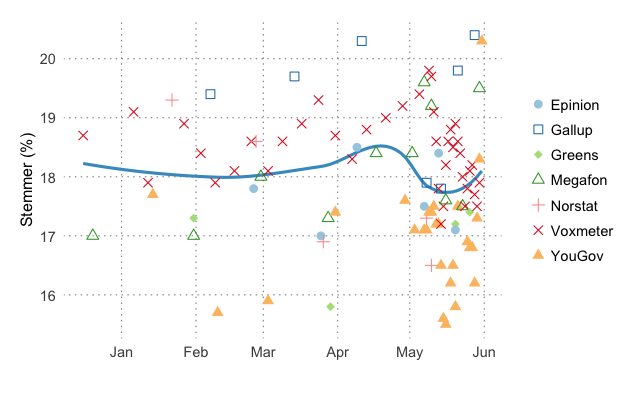 Stemmer (%)
20
19
18
17
16
Jan Feb Mar Apr May Jun
Epinion
Gallup
Greens
Megafon
Norstat
Voxmeter
YouGov